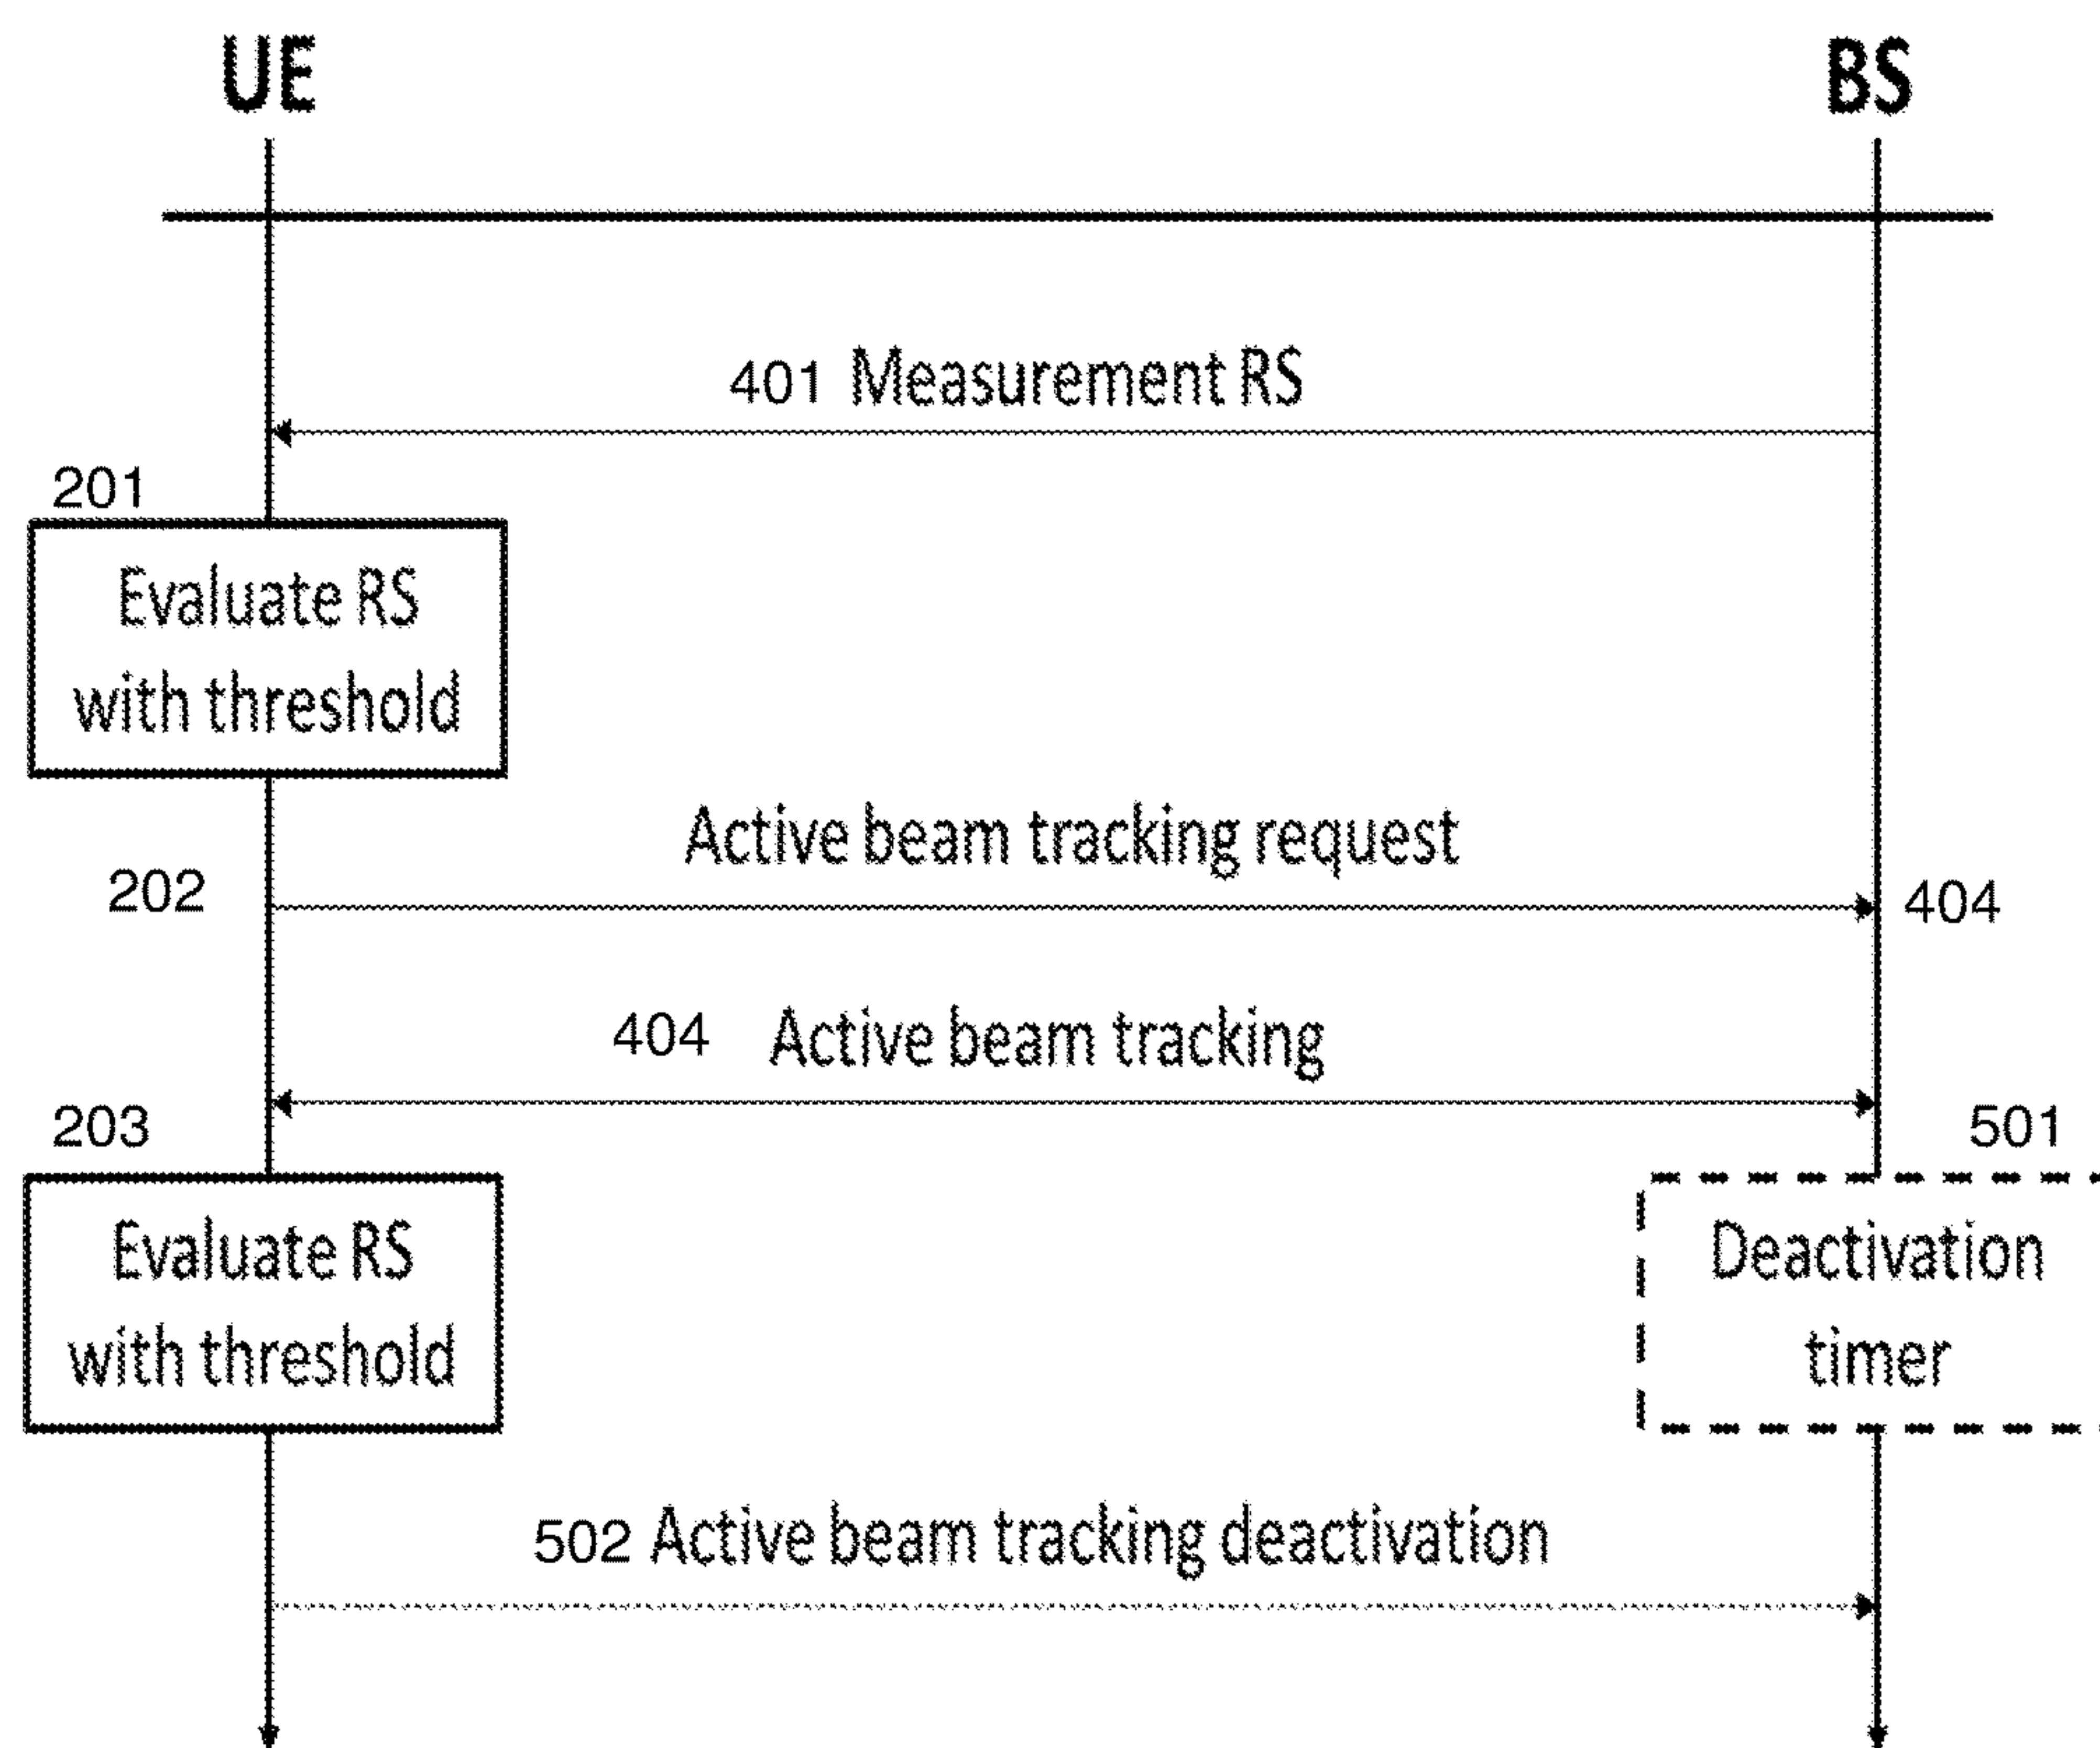 UE
BS
401 Measurement RS
201
Evaluate RS
with threshold
Active beam tracking request
202
404
404 Active beam tracking
203
501
Evaluate RS
with threshold
Deactivation
timer
502 Active beam tracking deactivation